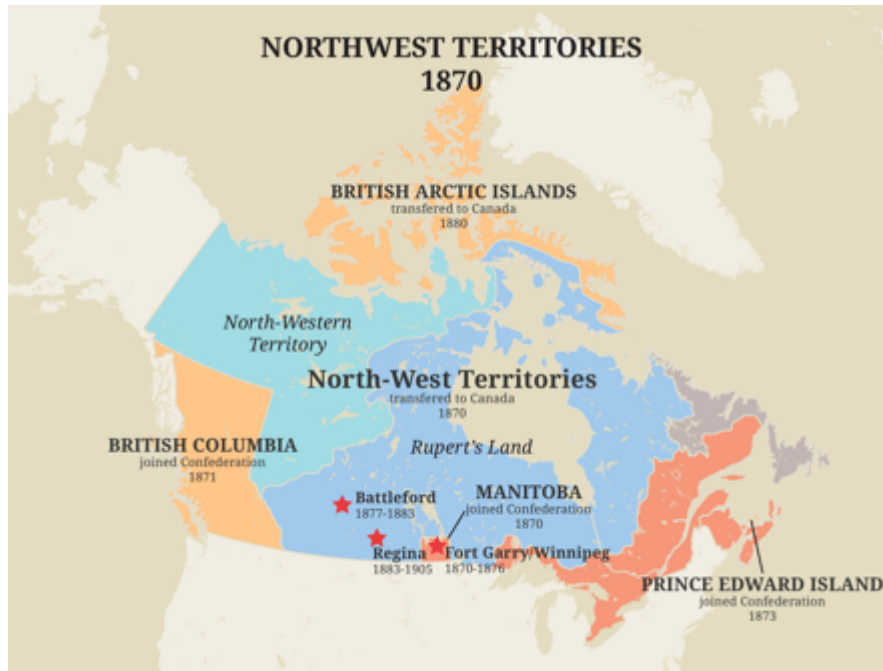 NORTHWEST TERRITORIES
1870
BRITISH ARCTIC ISLANDS
transfered to Canada
1880
North-Western
Territory
North-West Territories
transfered to Canada
1870
BRITISH COLUMBIA
joined Confederation
1871
Rupert's Land
Battleford
1877-1883
MANITOBA
joined Confederation
1870
Regina
1883-1905
Fort Garry/Winnipeg
1870-1876
PRINCE EDWARD ISLAND
joined Confederation
1873